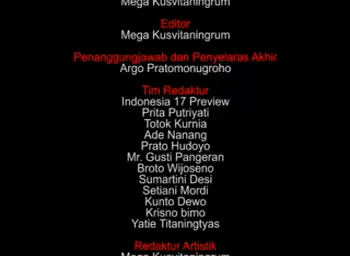 Mega Kusvitaningrum
Editor
Mega Kusvitaningrum
Penanggungjawab dan Penyelaras Akhir
Argo Pratomonugroho
Tim Redaktur
Indonesia 17 Preview
Prita Putriyati
Totok Kurnia
Ade Nanang
Prato Hudoyo
Mr. Gusti Pangeran
Broto Wijoseno
Sumartini Desi
Setiani Mordi
Kunto Dewo
Krisno bimo
Yatie Titaningtyas
Redaktur Artistik
Mega Kusvitaningrum